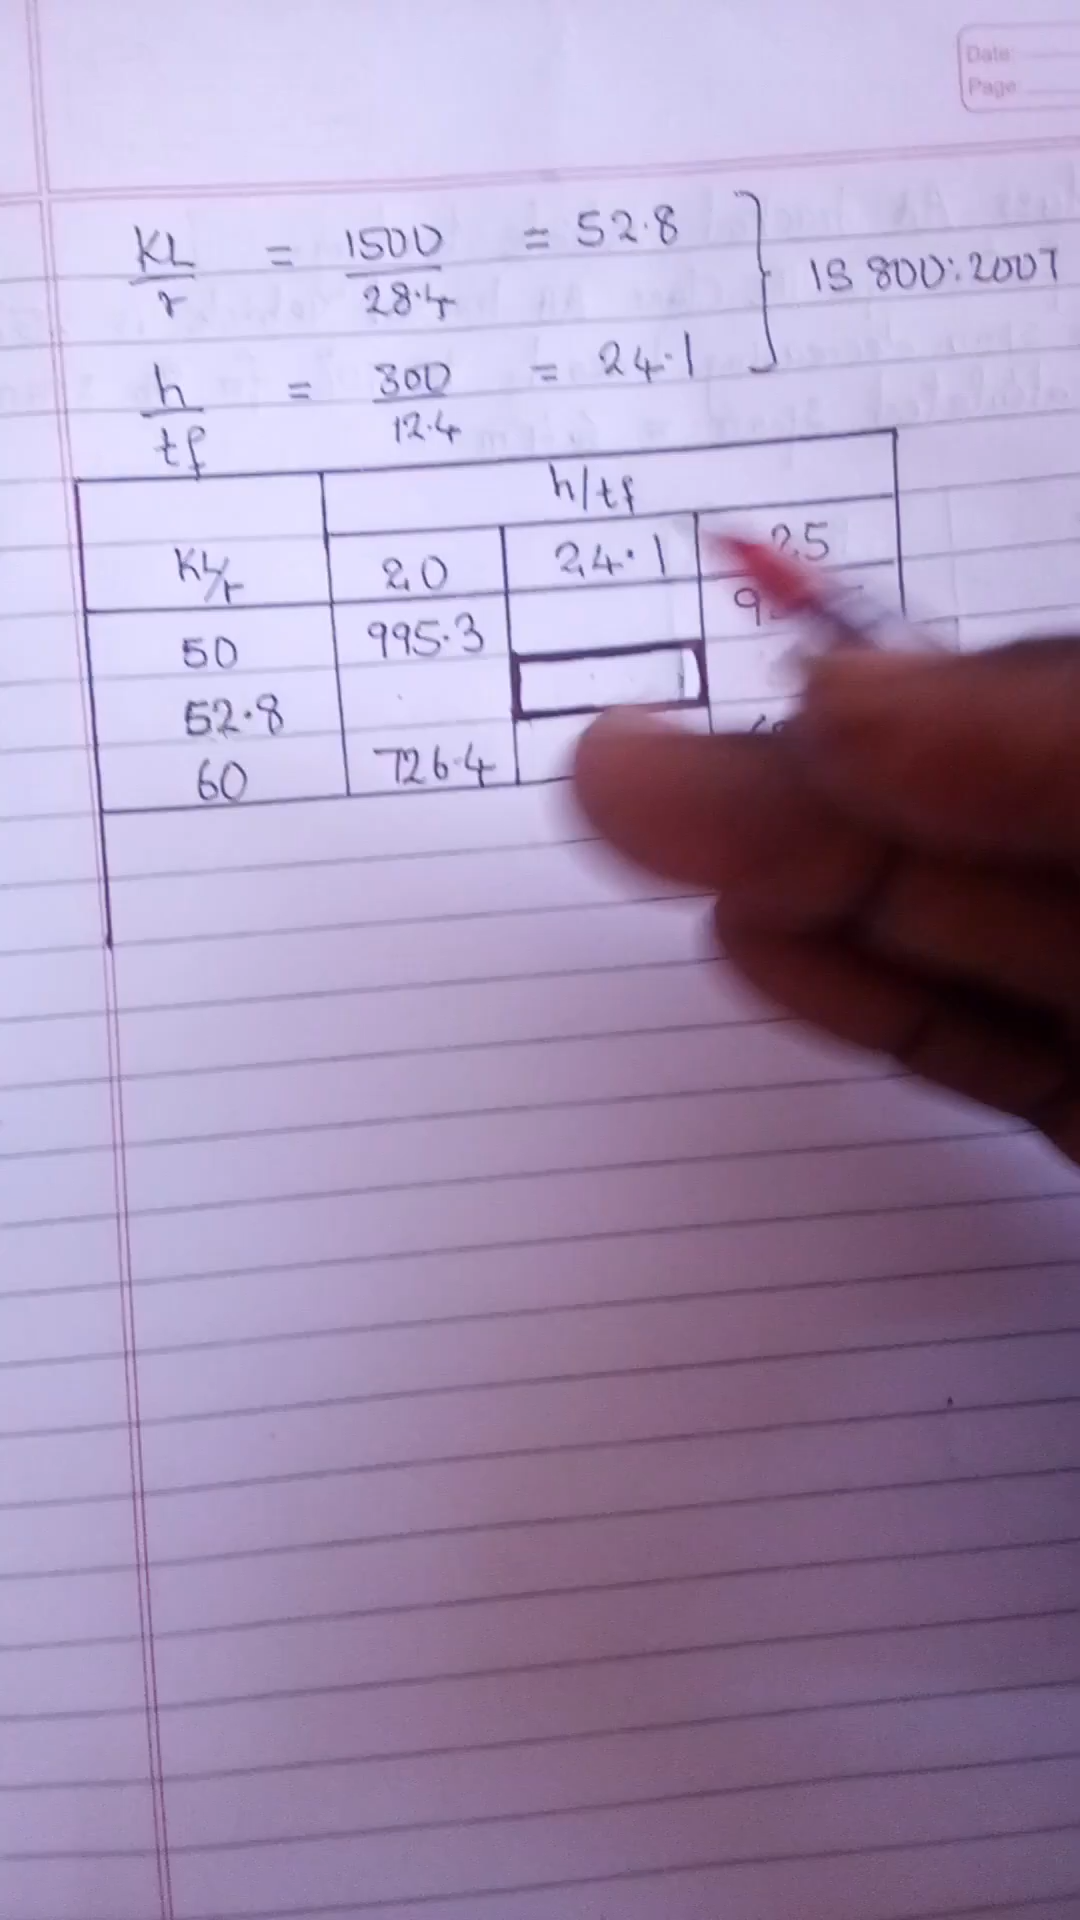 Date:
Page:
KL/r = 1500/28.4 = 52.8
IS 800:2007
h/tf = 300/12.4 = 24.1
h/tf
KL/r 20 24.1 25
50 995.3
52.8
60 726.4